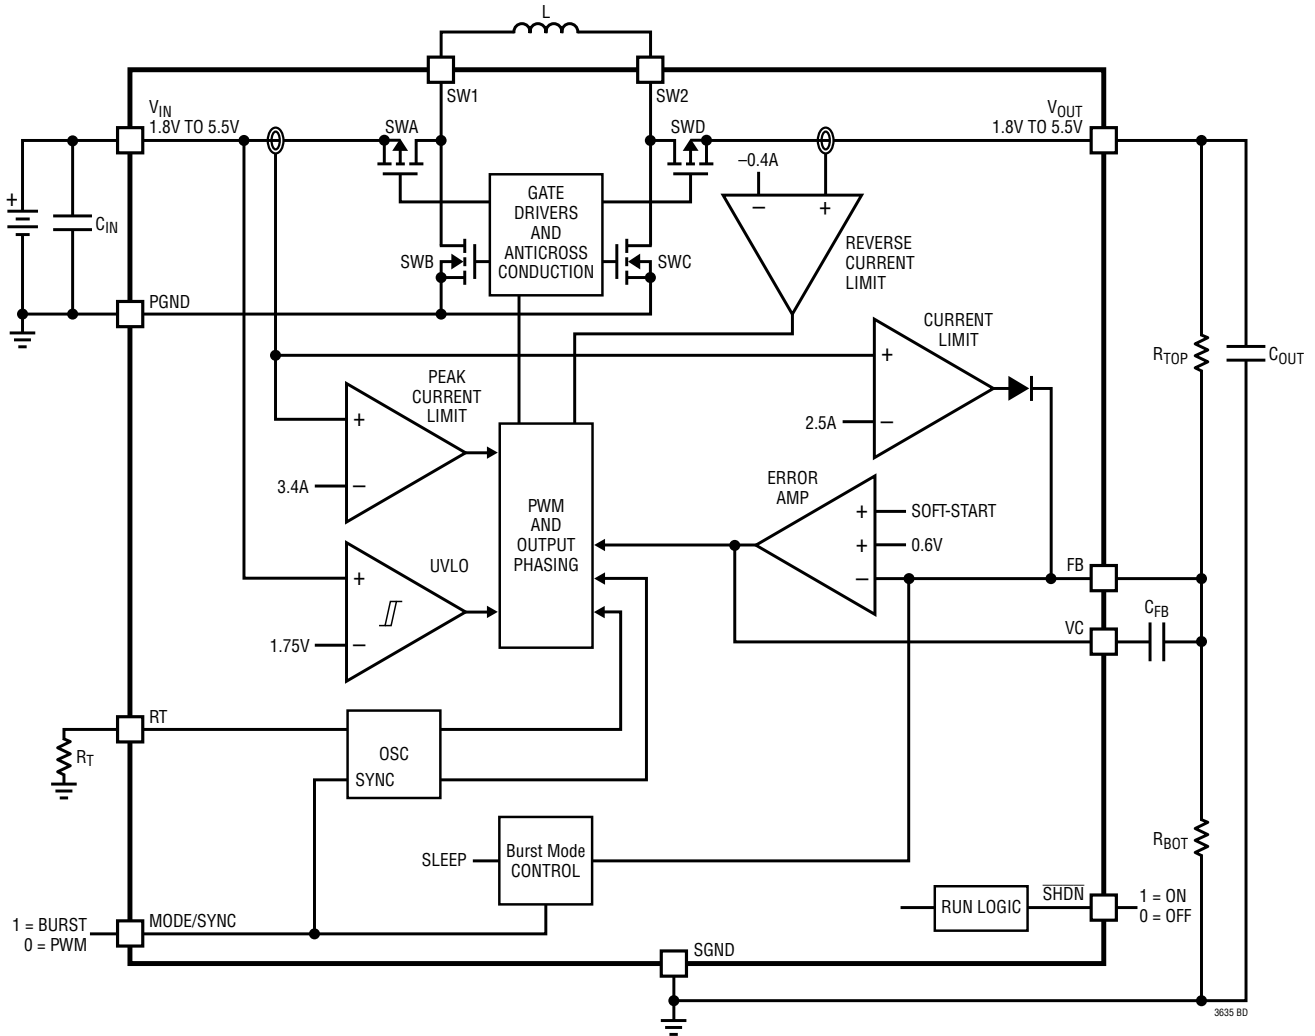 L
SW1
SW2
VIN
1.8V TO 5.5V
SWA
SWD
VOUT
1.8V TO 5.5V
–0.4A
–
+
GATE
DRIVERS
AND
ANTICROSS
CONDUCTION
REVERSE
CURRENT
LIMIT
+
CIN
SWB
SWC
PGND
CURRENT
LIMIT
+
2.5A
–
RTOP
COUT
PEAK
CURRENT
LIMIT
+
3.4A
–
ERROR
AMP
+
SOFT-START
+
0.6V
–
PWM
AND
OUTPUT
PHASING
UVLO
+
1.75V
–
FB
CFB
VC
RT
RT
OSC
SYNC
SLEEP
Burst Mode
CONTROL
RBOT
RUN LOGIC
SHDN
1 = ON
0 = OFF
1 = BURST
0 = PWM
MODE/SYNC
SGND
3635 BD